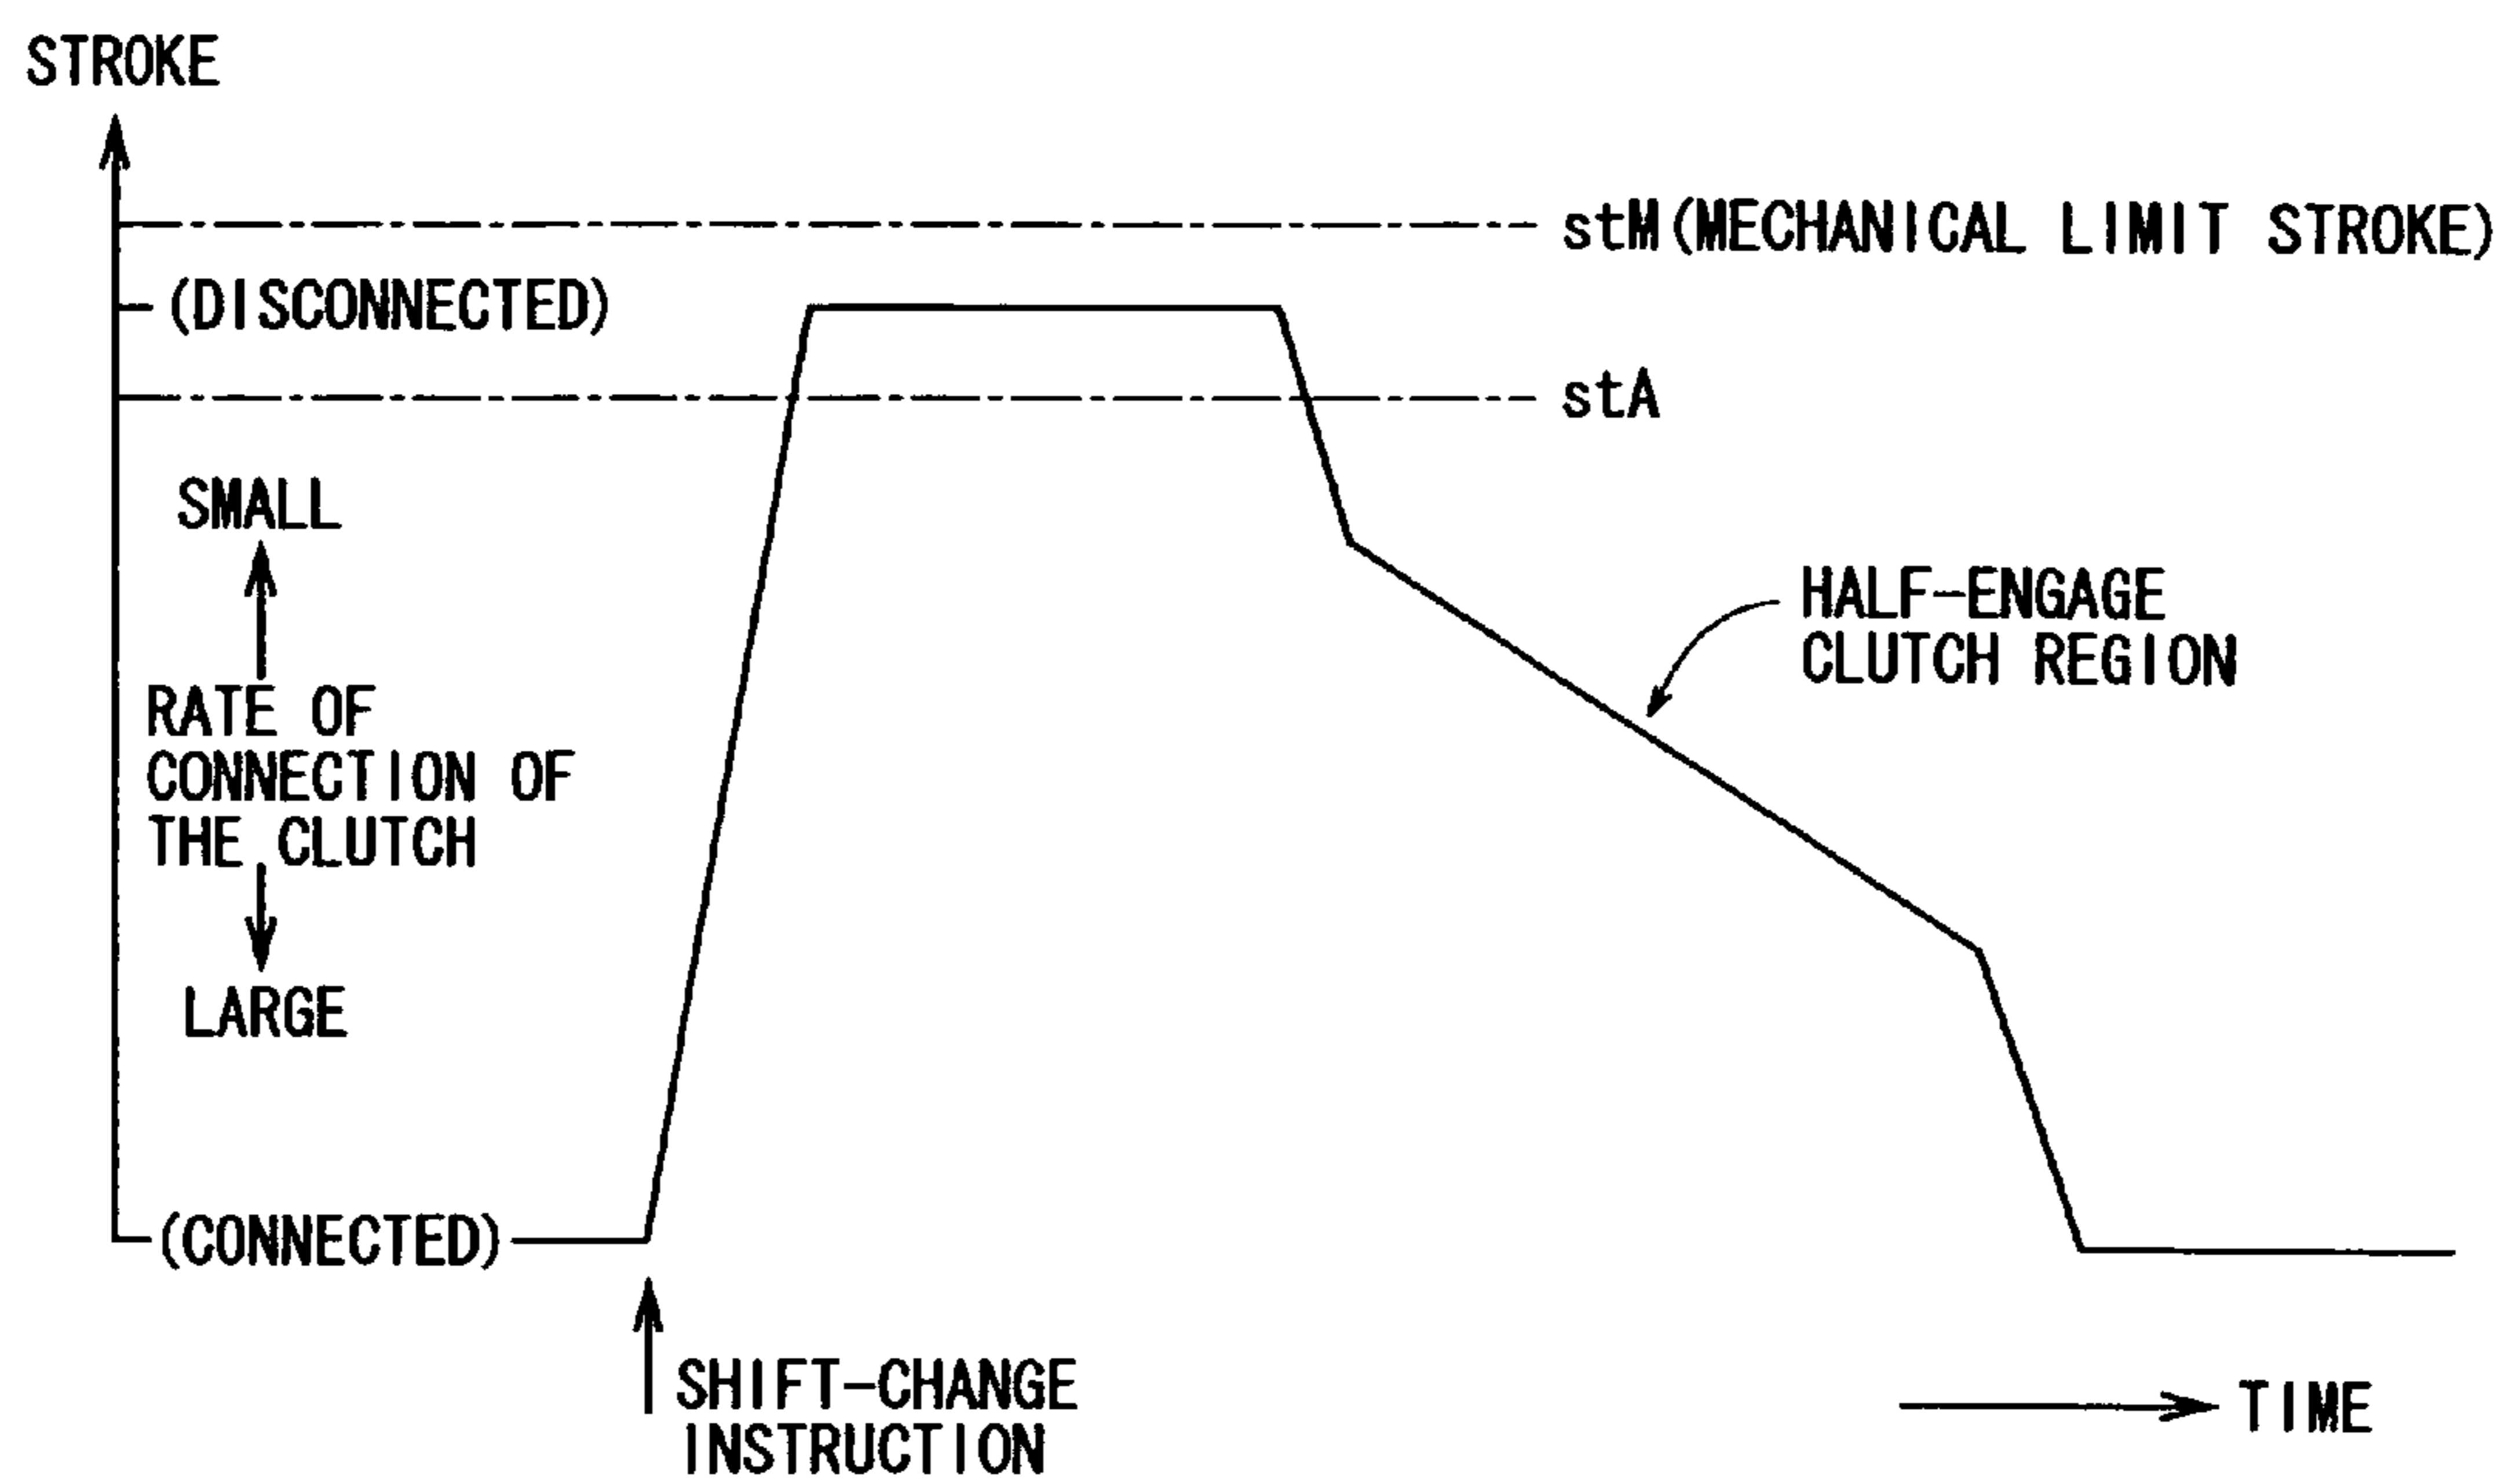 STROKE
stM(MECHANICAL LIMIT STROKE)
(DISCONNECTED)
stA
SMALL
HALF-ENGAGE
CLUTCH REGION
RATE OF
CONNECTION OF
THE CLUTCH
LARGE
(CONNECTED)
SHIFT-CHANGE
INSTRUCTION
TIME